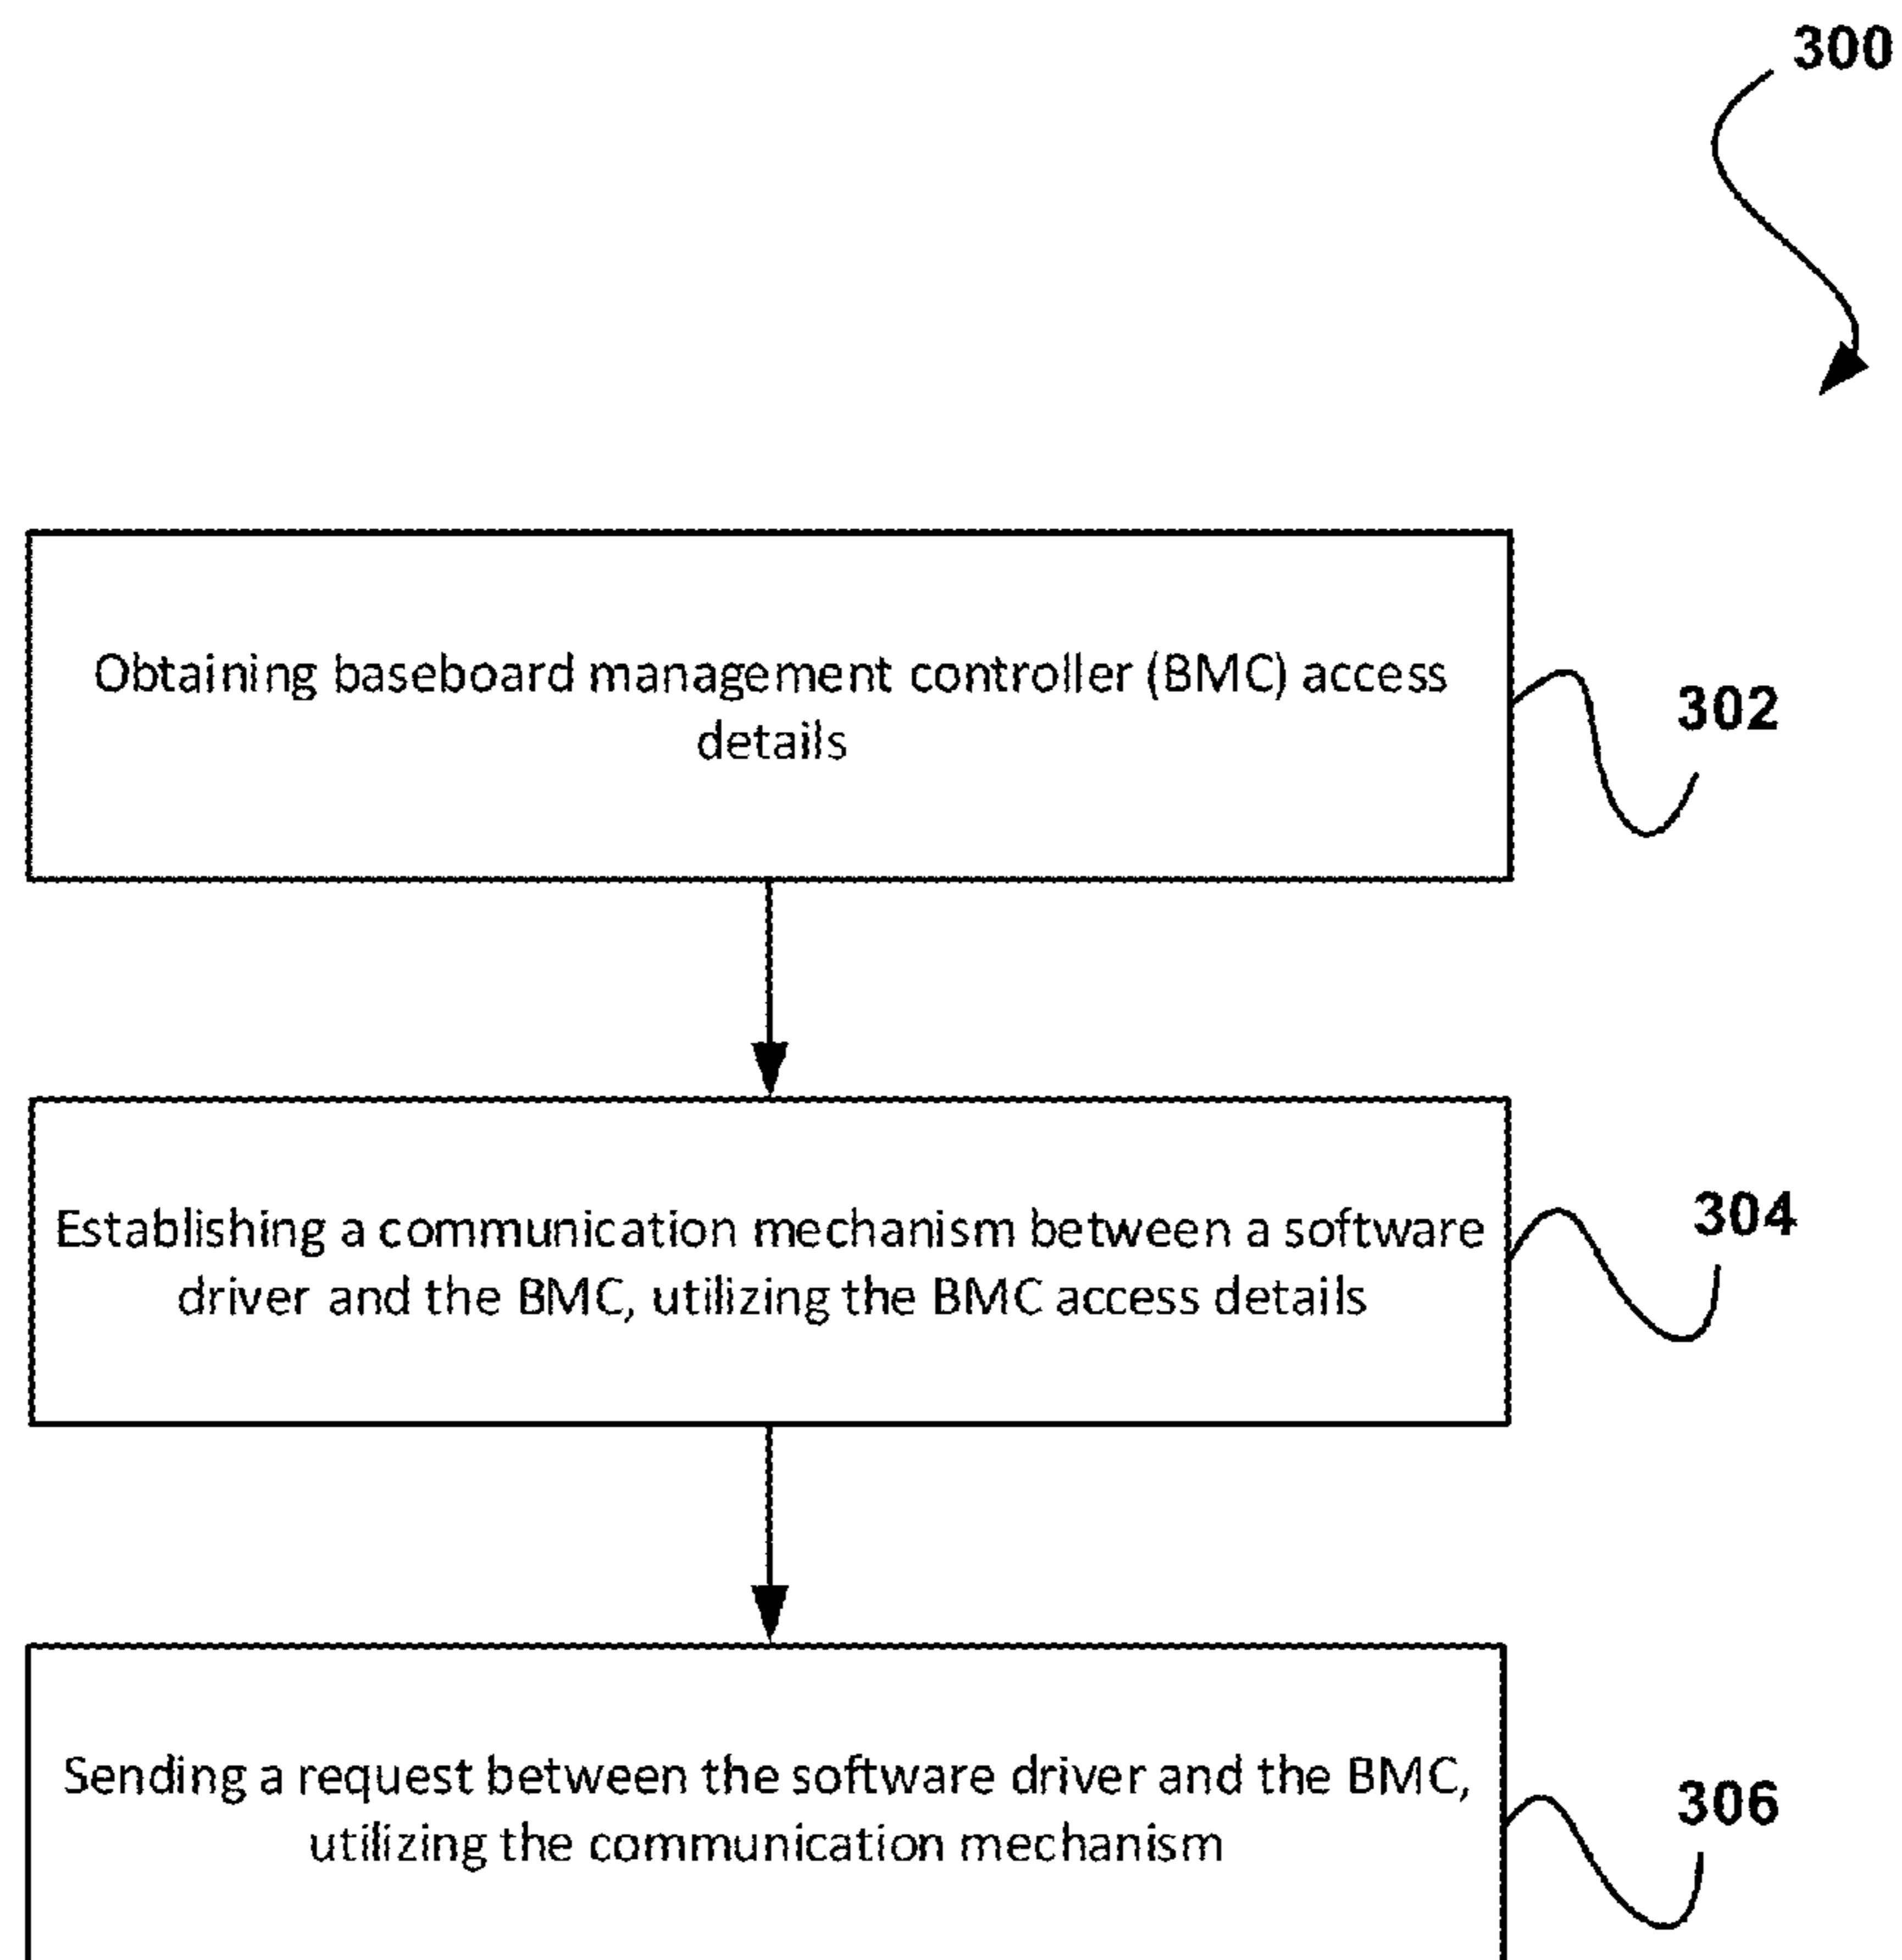 300
Obtaining baseboard management controller (BMC) access
details
302
Establishing a communication mechanism between a software
driver and the BMC, utilizing the BMC access details
304
Sending a request between the software driver and the BMC,
utilizing the communication mechanism
306